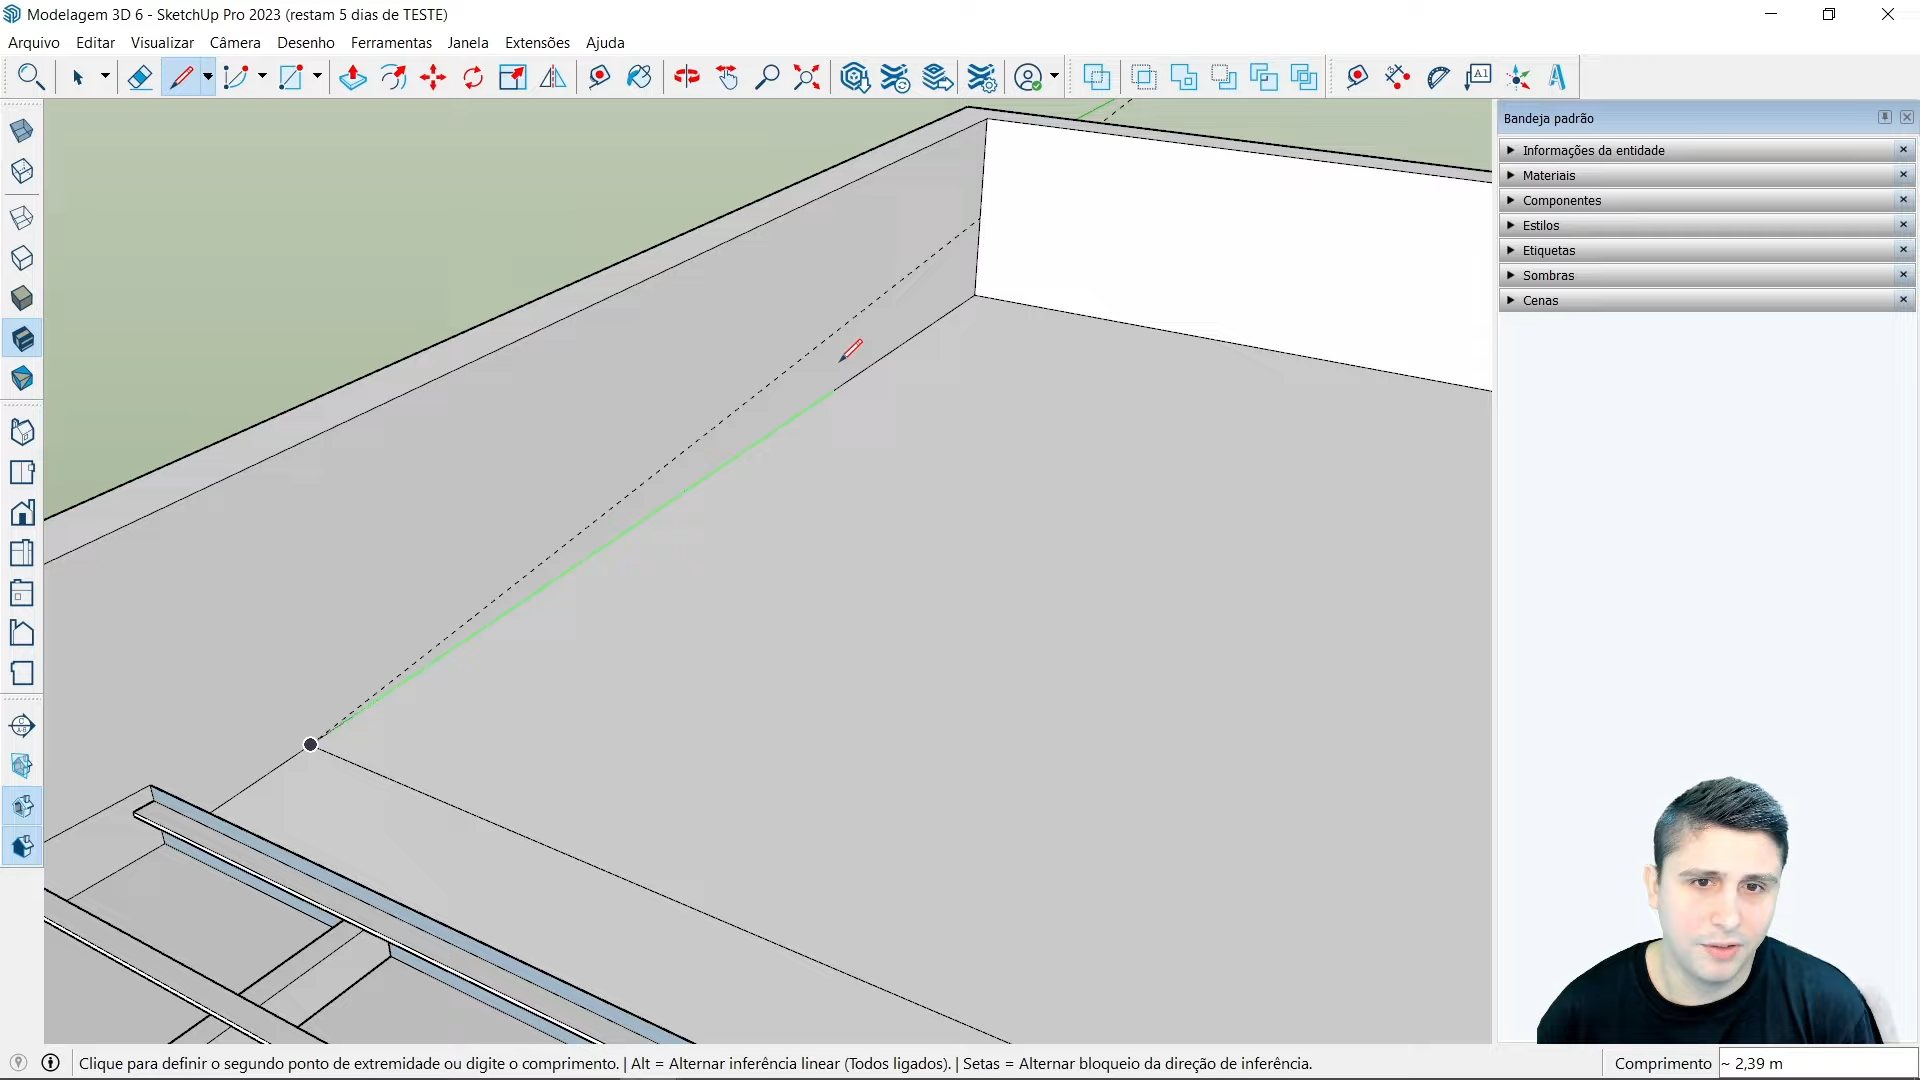 Modelagem 3D 6 - SketchUp Pro 2023 (restam 5 dias de TESTE)
Arquivo Editar Visualizar Câmera Desenho Ferramentas Janela Extensões Ajuda
A1
Bandeja padrão
Informações da entidade
Materiais
Componentes
Estilos
Etiquetas
Sombras
Cenas
Clique para definir o segundo ponto de extremidade ou digite o comprimento. | Alt = Alternar inferência linear (Todos ligados). | Setas = Alternar bloqueio da direção de inferência.
Comprimento ~ 2,39 m